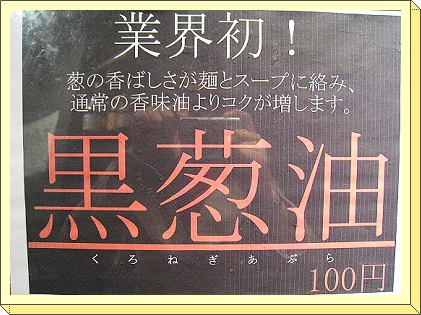 業界初！
葱の香ばしさが麺とスープに絡み、
通常の香味油よりコクが増します。
黒葱油
くろねぎあぶら
100円